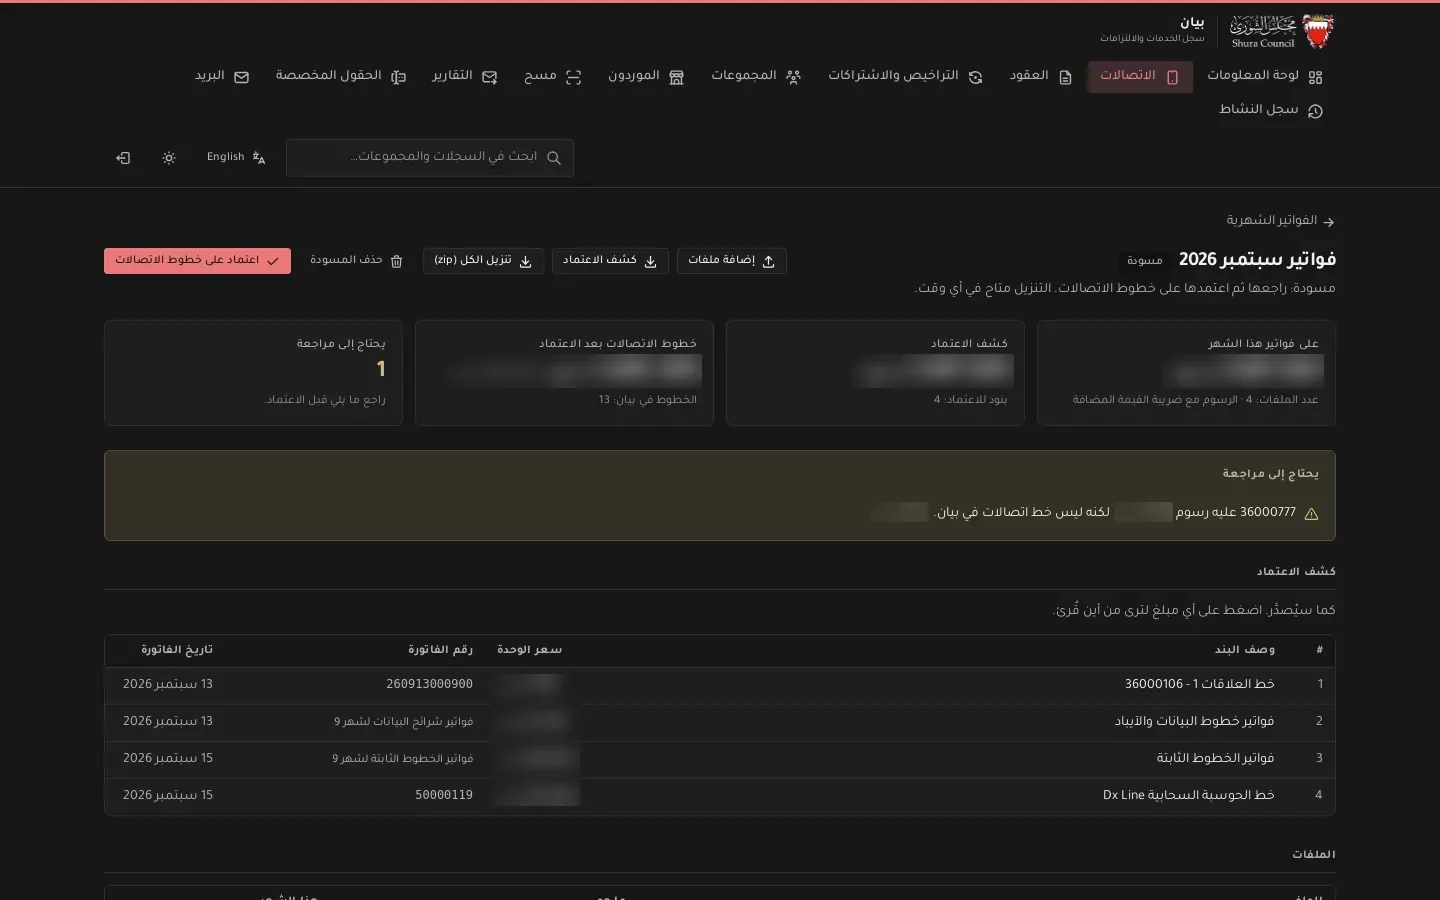 مجلس الشورى
Shura Council
بيان
سجل الخدمات والالتزامات
لوحة المعلومات
الاتصالات
العقود
التراخيص والاشتراكات
المجموعات
الموردون
مسح
التقارير
الحقول المخصصة
البريد
سجل النشاط
ابحث في السجلات والمجموعات...
English
الفواتير الشهرية
فواتير سبتمبر 2026 مسودة
إضافة ملفات
كشف الاعتماد
تنزيل الكل (zip)
حذف المسودة
اعتماد على خطوط الاتصالات
مسودة: راجعها ثم اعتمدها على خطوط الاتصالات. التنزيل متاح في أي وقت.
على فواتير هذا الشهر
عدد الملفات: 4 · الرسوم مع ضريبة القيمة المضافة
كشف الاعتماد
بنود للاعتماد: 4
خطوط الاتصالات بعد الاعتماد
الخطوط في بيان: 13
يحتاج إلى مراجعة
1
راجع ما يلي قبل الاعتماد.
يحتاج إلى مراجعة
36000777 عليه رسوم لكنه ليس خط اتصالات في بيان.
كشف الاعتماد
كما سيُصدَّر. اضغط على أي مبلغ لترى من أين قُرئ.
# وصف البند سعر الوحدة رقم الفاتورة تاريخ الفاتورة
1 خط العلاقات 1 - 36000106 260913000900 13 سبتمبر 2026
2 فواتير خطوط البيانات والآيباد فواتير شرائح البيانات لشهر 9 13 سبتمبر 2026
3 فواتير الخطوط الثابتة فواتير الخطوط الثابتة لشهر 9 15 سبتمبر 2026
4 خط الحوسبة السحابية Dx Line 50000119 15 سبتمبر 2026
الملفات